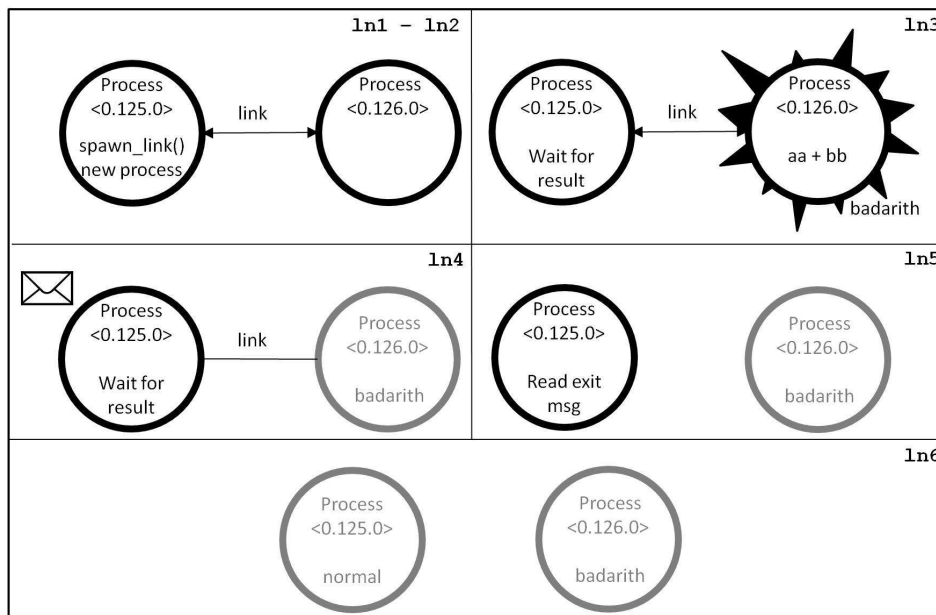 ln1 – ln2
Process
<0.125.0>
spawn_link()
new process
link
Process
<0.126.0>
ln3
Process
<0.125.0>
Wait for
result
link
Process
<0.126.0>
aa + bb
badarith
ln4
Process
<0.125.0>
Wait for
result
link
Process
<0.126.0>
badarith
ln5
Process
<0.125.0>
Read exit
msg
Process
<0.126.0>
badarith
ln6
Process
<0.125.0>
normal
Process
<0.126.0>
badarith